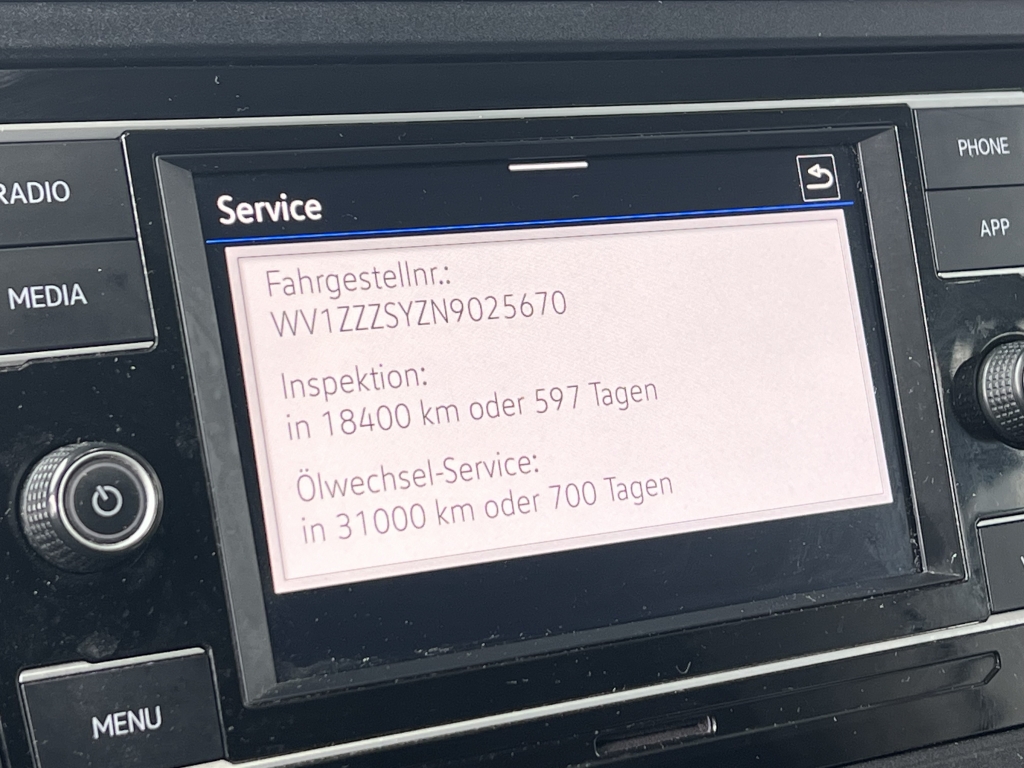 RADIO
MEDIA
MENU
Service
Fahrgestellnr.:
WV1ZZZSYZN9025670
Inspektion:
in 18400 km oder 597 Tagen
Ölwechsel-Service:
in 31000 km oder 700 Tagen
PHONE
APP